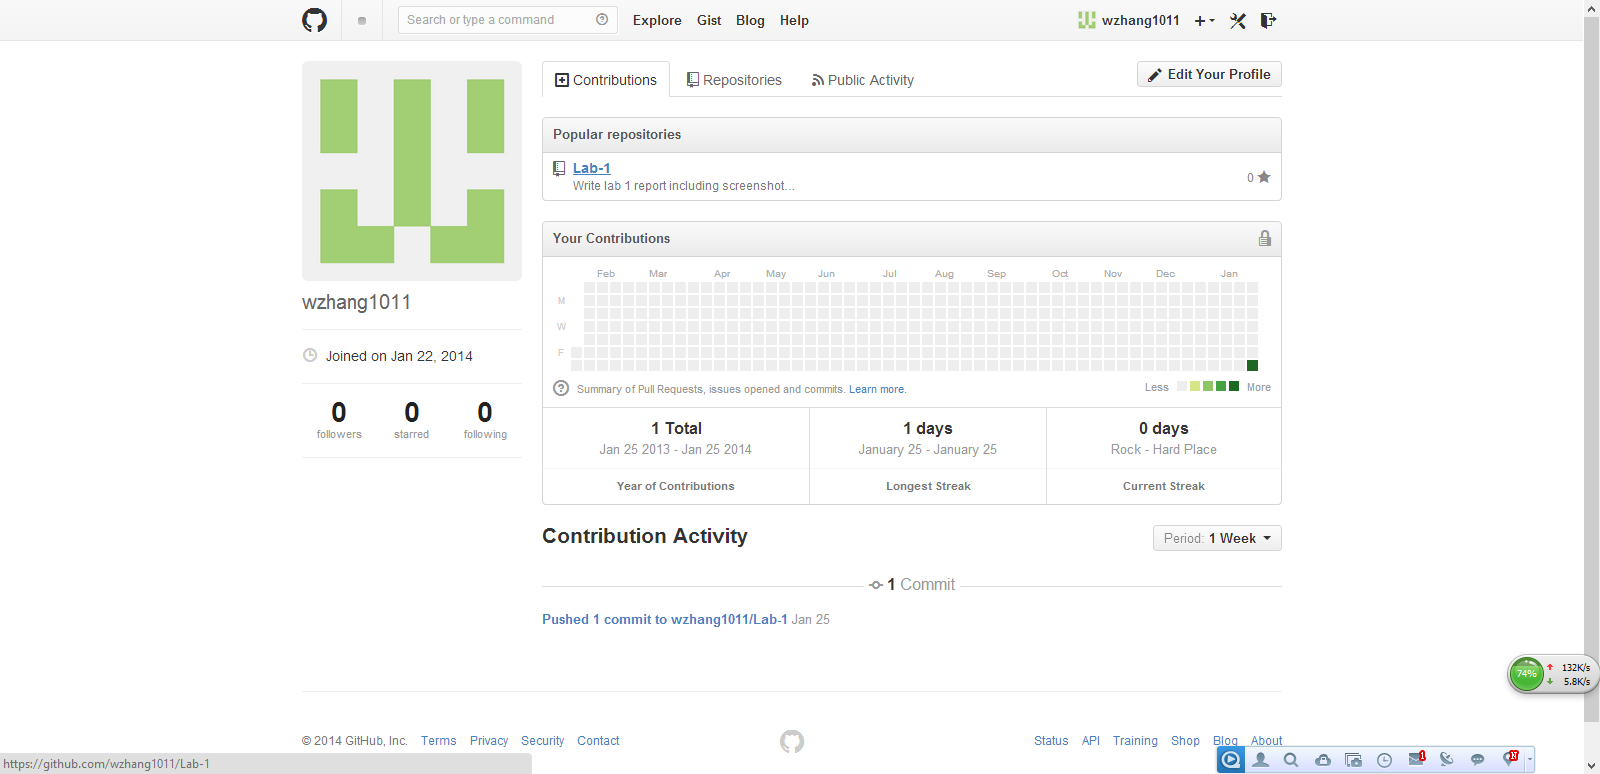 Search or type a command
Explore Gist Blog Help
wzhang1011
Contributions Repositories Public Activity
Edit Your Profile
wzhang1011
Joined on Jan 22, 2014
0 0 0
followers starred following
Popular repositories
Lab-1
Write lab 1 report including screenshot...
0
Your Contributions
Feb Mar Apr May Jun Jul Aug Sep Oct Nov Dec Jan
M
W
F
Summary of Pull Requests, issues opened and commits. Learn more.
Less More
1 Total
Jan 25 2013 - Jan 25 2014
Year of Contributions
1 days
January 25 - January 25
Longest Streak
0 days
Rock - Hard Place
Current Streak
Contribution Activity
Period: 1 Week
1 Commit
Pushed 1 commit to wzhang1011/Lab-1 Jan 25
74%
132K/s
5.8K/s
© 2014 GitHub, Inc. Terms Privacy Security Contact
Status API Training Shop Blog About
https://github.com/wzhang1011/Lab-1
1
N